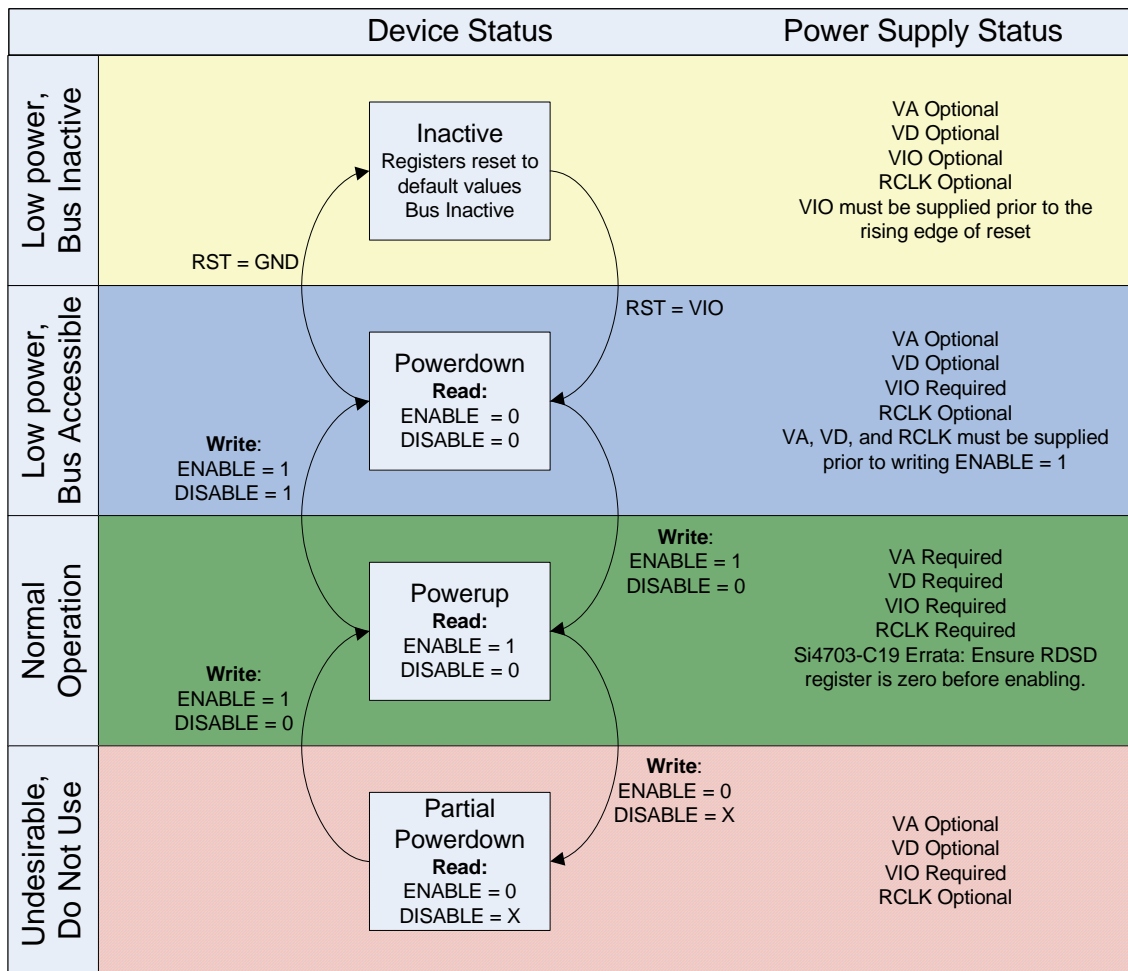 Device Status
Power Supply Status
Low power,
Bus Inactive
Inactive
Registers reset to
default values
Bus Inactive
VA Optional
VD Optional
VIO Optional
RCLK Optional
VIO must be supplied prior to the
rising edge of reset
RST = GND
RST = VIO
Low power,
Bus Accessible
Powerdown
Read:
ENABLE = 0
DISABLE = 0
VA Optional
VD Optional
VIO Required
RCLK Optional
VA, VD, and RCLK must be supplied
prior to writing ENABLE = 1
Write:
ENABLE = 1
DISABLE = 1
Write:
ENABLE = 1
DISABLE = 0
Normal
Operation
Powerup
Read:
ENABLE = 1
DISABLE = 0
VA Required
VD Required
VIO Required
RCLK Required
Si4703-C19 Errata: Ensure RDSD
register is zero before enabling.
Write:
ENABLE = 1
DISABLE = 0
Write:
ENABLE = 0
DISABLE = X
Undesirable,
Do Not Use
Partial
Powerdown
Read:
ENABLE = 0
DISABLE = X
VA Optional
VD Optional
VIO Required
RCLK Optional